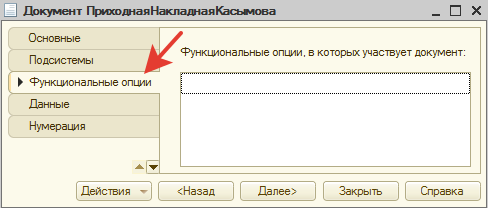 Документ ПриходнаяНакладнаяКасымова
Основные
Подсистемы
Функциональные опции
Данные
Нумерация
Функциональные опции, в которых участвует документ:
Действия
<Назад
Далее>
Закрыть
Справка